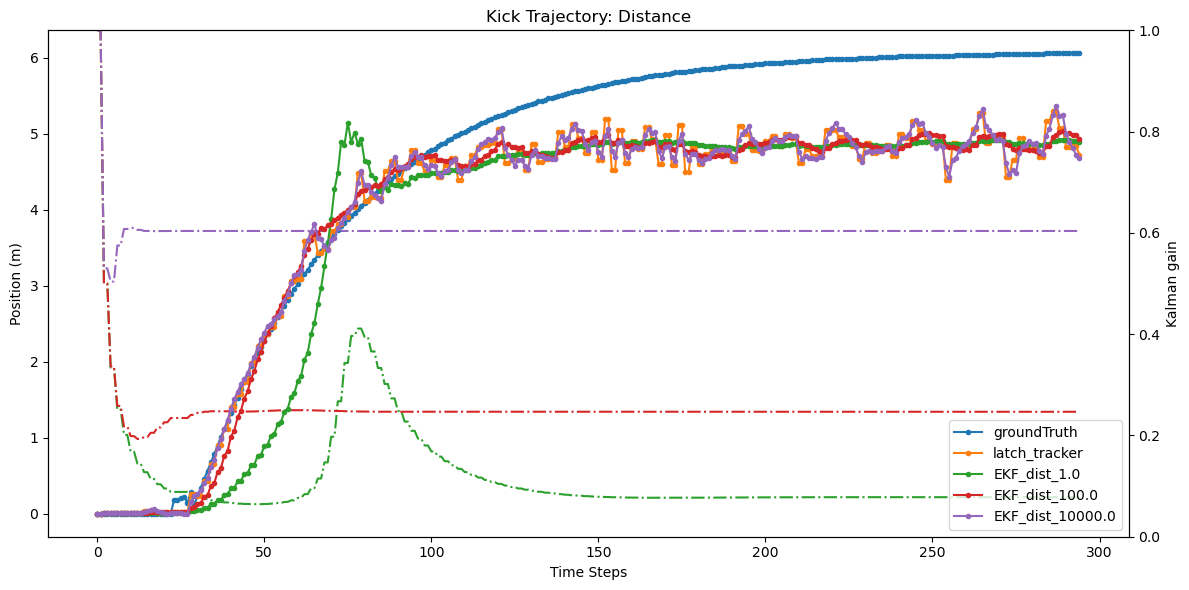 Kick Trajectory: Distance
Position (m)
6
5
4
3
2
1
0
1.0
0.8
0.6
0.4
0.2
0.0
Kalman gain
groundTruth
latch_tracker
EKF_dist_1.0
EKF_dist_100.0
EKF_dist_10000.0
0 50 100 150 200 250 300
Time Steps